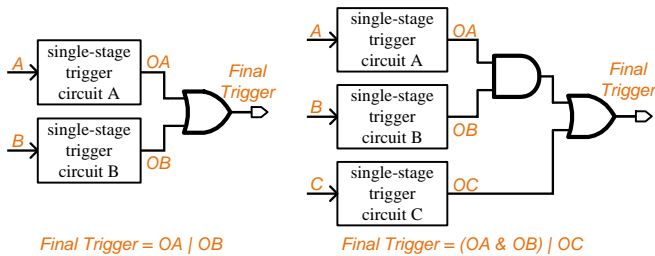 A
single-stage
trigger
circuit A
OA
B
single-stage
trigger
circuit B
OB
Final
Trigger
Final Trigger = OA | OB
A
single-stage
trigger
circuit A
OA
B
single-stage
trigger
circuit B
OB
C
single-stage
trigger
circuit C
OC
Final
Trigger
Final Trigger = (OA & OB) | OC